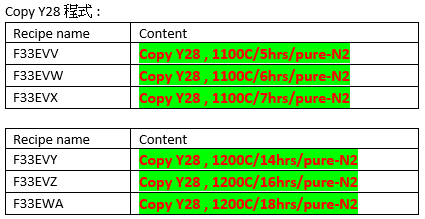 Copy Y28 程式 :
Recipe name Content
F33EVV Copy Y28 , 1100C/5hrs/pure-N2
F33EVW Copy Y28 , 1100C/6hrs/pure-N2
F33EVX Copy Y28 , 1100C/7hrs/pure-N2
Recipe name Content
F33EVY Copy Y28 , 1200C/14hrs/pure-N2
F33EVZ Copy Y28 , 1200C/16hrs/pure-N2
F33EWA Copy Y28 , 1200C/18hrs/pure-N2